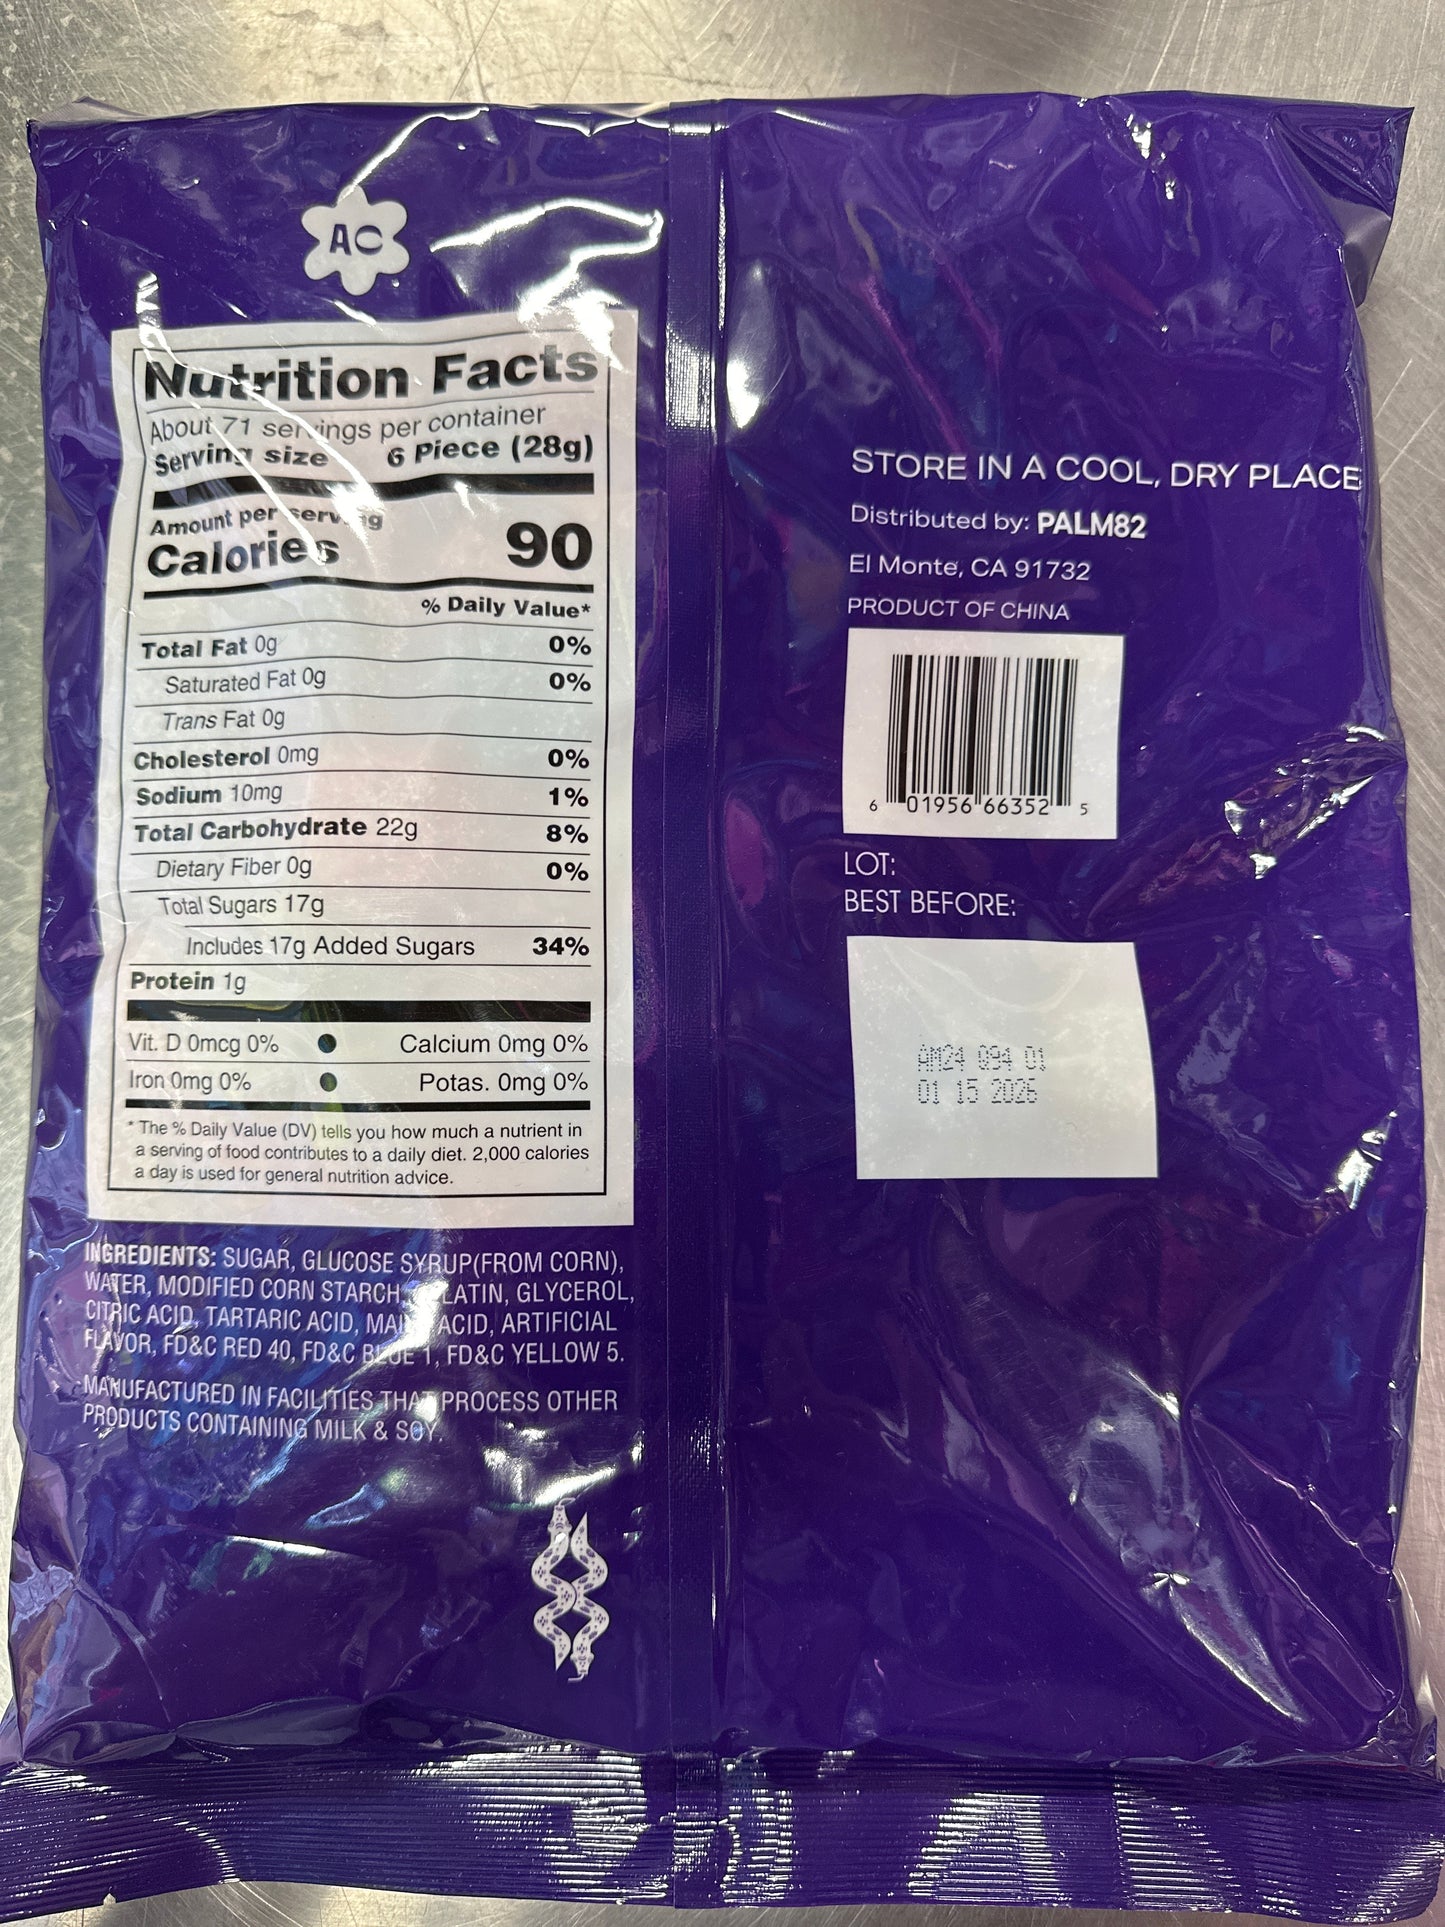 AC
Nutrition Facts
About 71 servings per container
Serving size 6 Piece (28g)
Amount per serving
Calories 90
% Daily Value*
Total Fat 0g 0%
Saturated Fat 0g 0%
Trans Fat 0g
Cholesterol 0mg 0%
Sodium 10mg 1%
Total Carbohydrate 22g 8%
Dietary Fiber 0g 0%
Total Sugars 17g
Includes 17g Added Sugars 34%
Protein 1g
Vit. D 0mcg 0% ● Calcium 0mg 0%
Iron 0mg 0% ● Potas. 0mg 0%
* The % Daily Value (DV) tells you how much a nutrient in
a serving of food contributes to a daily diet. 2,000 calories
a day is used for general nutrition advice.
INGREDIENTS: SUGAR, GLUCOSE SYRUP(FROM CORN),
WATER, MODIFIED CORN STARCH, GELATIN, GLYCEROL,
CITRIC ACID, TARTARIC ACID, MALIC ACID, ARTIFICIAL
FLAVOR, FD&C RED 40, FD&C BLUE 1, FD&C YELLOW 5.
MANUFACTURED IN FACILITIES THAT PROCESS OTHER
PRODUCTS CONTAINING MILK & SOY.
STORE IN A COOL, DRY PLACE
Distributed by: PALM82
El Monte, CA 91732
PRODUCT OF CHINA
6 01956 66352 5
LOT:
BEST BEFORE:
AM24 094 01
01 15 2026